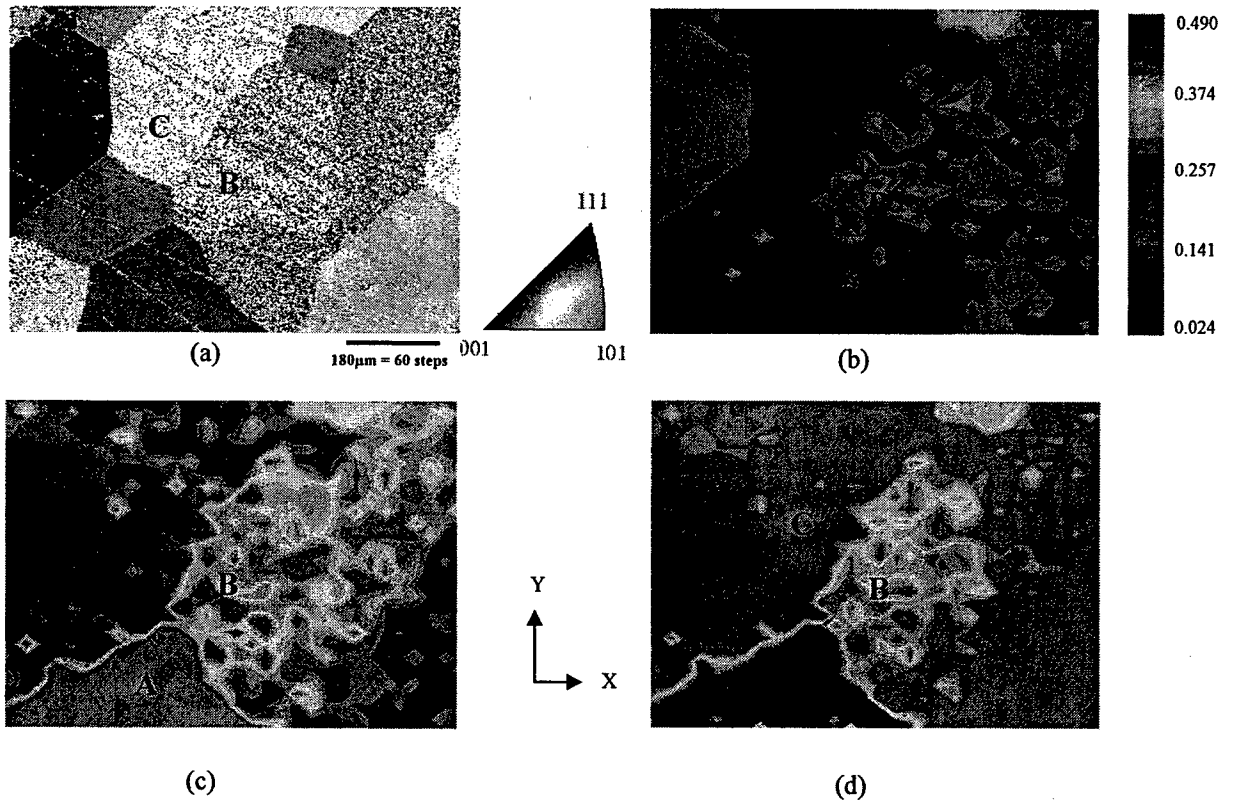 C
B
111
001
101
(a)
180µm = 60 steps
0.490
0.374
0.257
0.141
0.024
(b)
B
A
(c)
Y
X
C
B
(d)